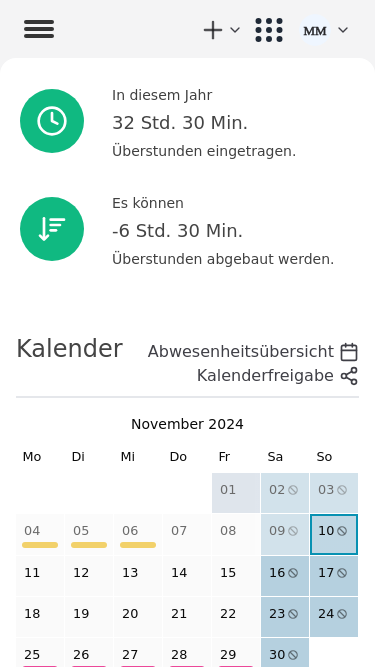 MM
In diesem Jahr
32 Std. 30 Min.
Überstunden eingetragen.
Es können
-6 Std. 30 Min.
Überstunden abgebaut werden.
Kalender
Abwesenheitsübersicht
Kalenderfreigabe
November 2024
Mo Di Mi Do Fr Sa So
01 02 03
04 05 06 07 08 09 10
11 12 13 14 15 16 17
18 19 20 21 22 23 24
25 26 27 28 29 30